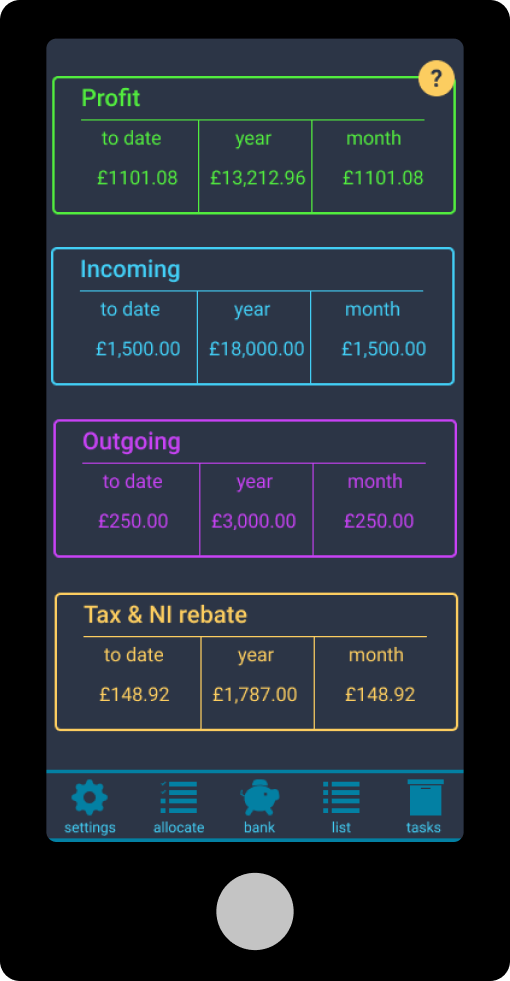 ?
Profit
to date year month
£1101.08 £13,212.96 £1101.08
Incoming
to date year month
£1,500.00 £18,000.00 £1,500.00
Outgoing
to date year month
£250.00 £3,000.00 £250.00
Tax & NI rebate
to date year month
£148.92 £1,787.00 £148.92
settings allocate bank list tasks